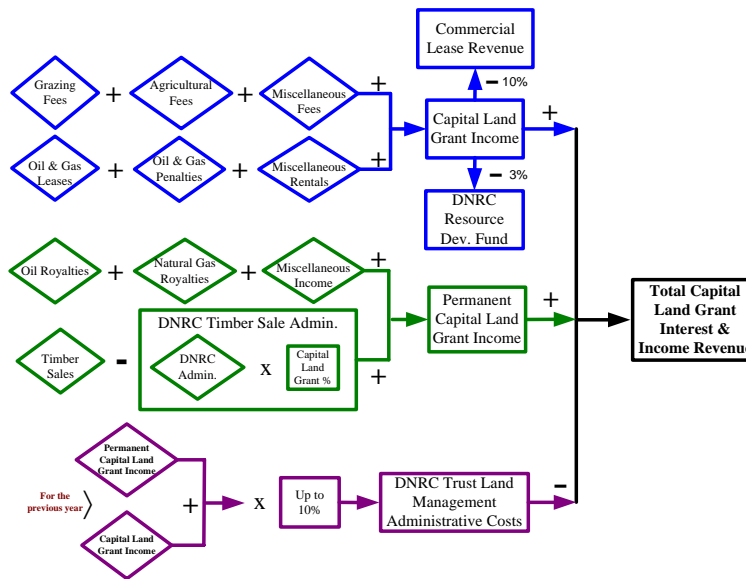 Commercial
Lease Revenue
− 10%
Grazing
Fees
+
Agricultural
Fees
+
Miscellaneous
Fees
+
Capital Land
Grant Income
+
Oil & Gas
Leases
+
Oil & Gas
Penalties
+
Miscellaneous
Rentals
+
− 3%
DNRC
Resource
Dev. Fund
Oil Royalties
+
Natural Gas
Royalties
+
Miscellaneous
Income
+
Permanent
Capital Land
Grant Income
+
Total Capital
Land Grant
Interest &
Income Revenue
Timber
Sales
-
DNRC Timber Sale Admin.
DNRC
Admin.
x
Capital
Land
Grant %
+
For the
previous year
Permanent
Capital Land
Grant Income
+
Capital Land
Grant Income
x
Up to
10%
DNRC Trust Land
Management
Administrative Costs
−